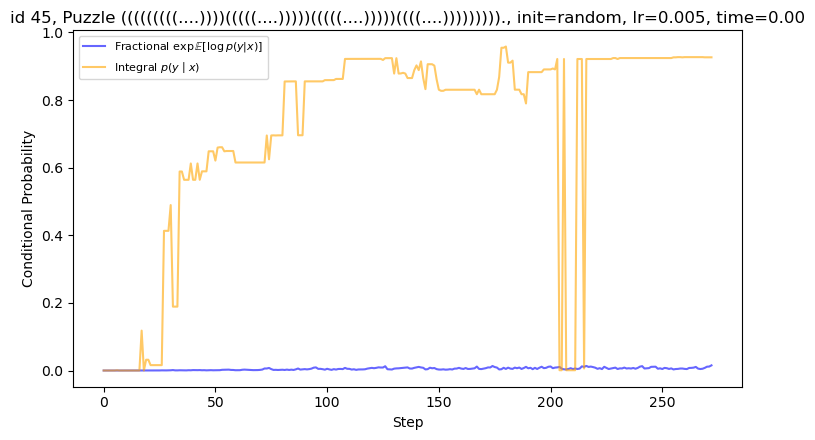 id 45, Puzzle (((((((((....))))(((((....)))))(((((....)))))((((....)))))))))., init=random, lr=0.005, time=0.00
Fractional exp𝔼[log p(y|x)]
Integral p(y | x)
Conditional Probability
1.0
0.8
0.6
0.4
0.2
0.0
0 50 100 150 200 250
Step